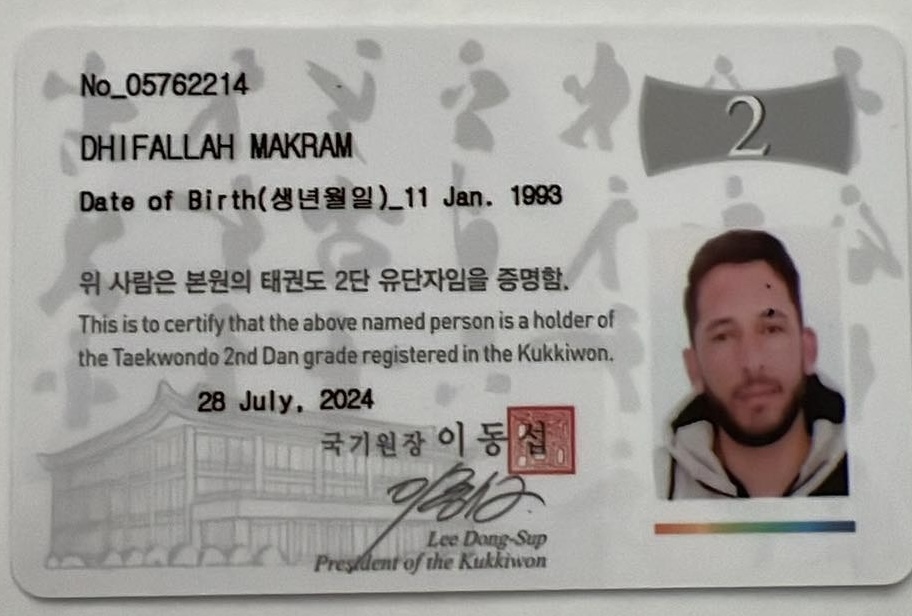 No_05762214
2
DHIFALLAH MAKRAM
Date of Birth(생년월일)_11 Jan. 1993
위 사람은 본원의 태권도 2단 유단자임을 증명함.
This is to certify that the above named person is a holder of
the Taekwondo 2nd Dan grade registered in the Kukkiwon.
28 July, 2024
국기원장 이동섭
Lee Dong-Sup
President of the Kukkiwon